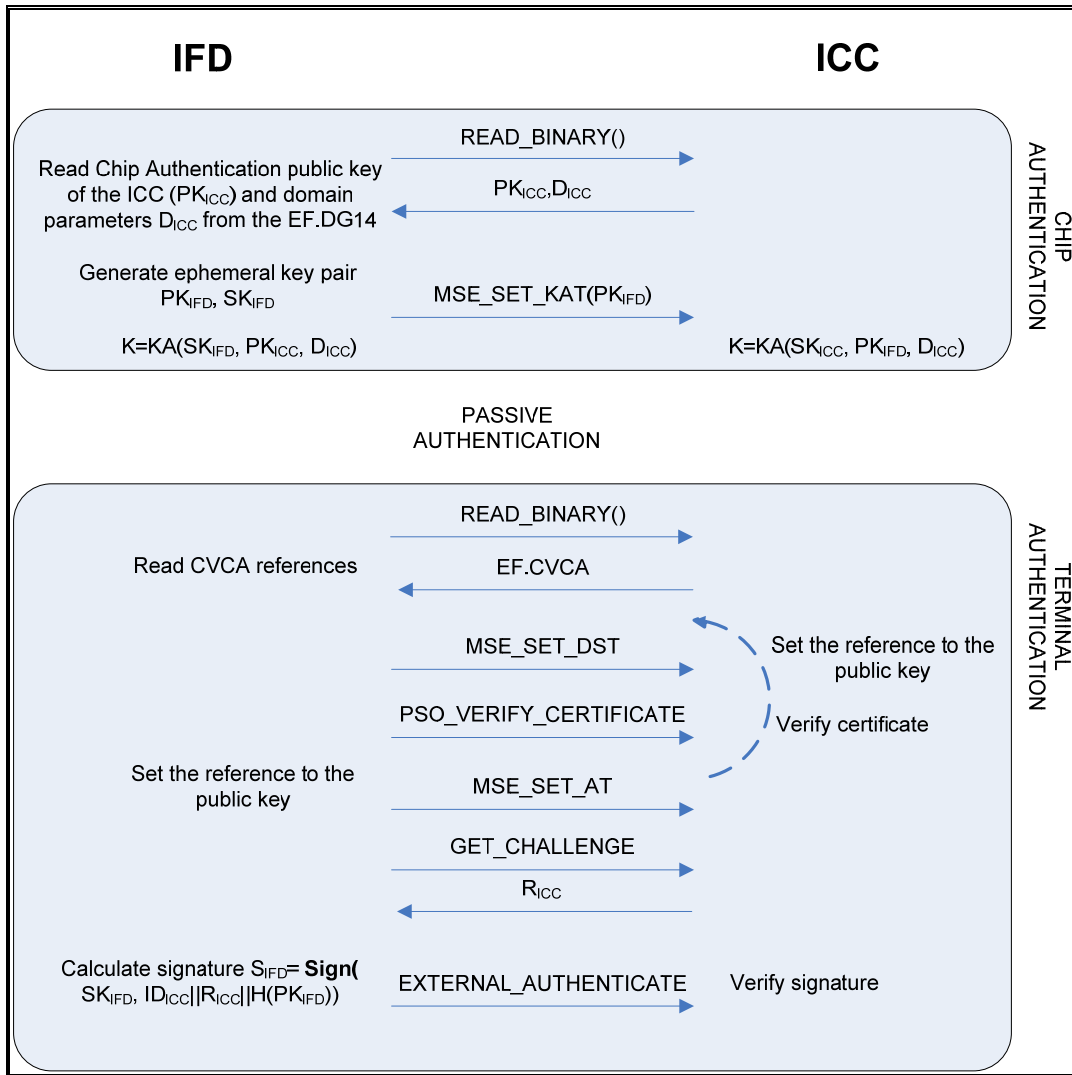 IFD
ICC
READ_BINARY()
Read Chip Authentication public key
of the ICC (PKICC) and domain
parameters DICC from the EF.DG14
PKICC,DICC
Generate ephemeral key pair
PKIFD, SKIFD
MSE_SET_KAT(PKIFD)
K=KA(SKIFD, PKICC, DICC)
K=KA(SKICC, PKIFD, DICC)
CHIP
AUTHENTICATION
PASSIVE
AUTHENTICATION
READ_BINARY()
Read CVCA references
EF.CVCA
MSE_SET_DST
Set the reference to the
public key
PSO_VERIFY_CERTIFICATE
Verify certificate
Set the reference to the
public key
MSE_SET_AT
GET_CHALLENGE
RICC
Calculate signature SIFD= Sign(
SKIFD, IDICC||RICC||H(PKIFD))
EXTERNAL_AUTHENTICATE
Verify signature
TERMINAL
AUTHENTICATION